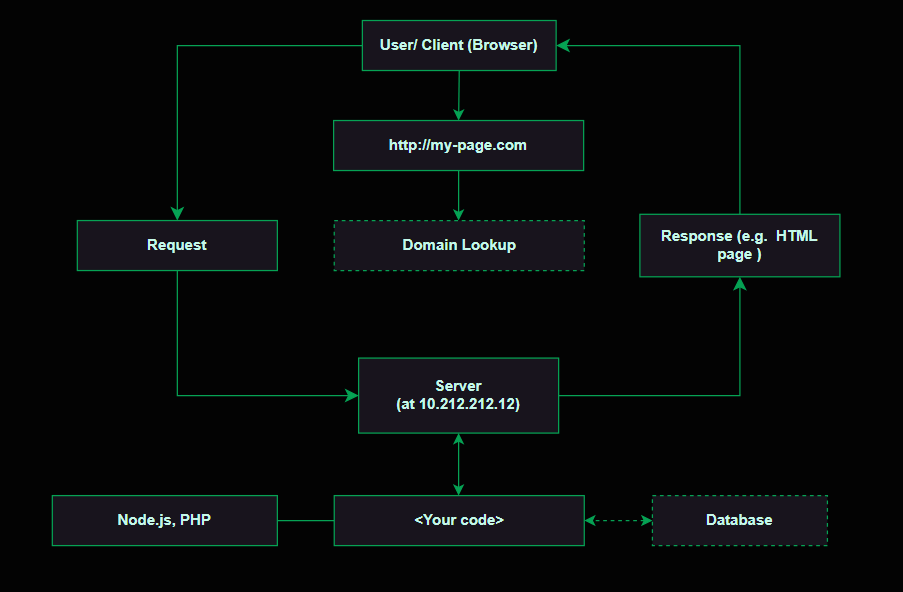 User/ Client (Browser)
http://my-page.com
Request
Domain Lookup
Response (e.g.  HTML
page )
Server
(at 10.212.212.12)
Node.js, PHP
<Your code>
Database